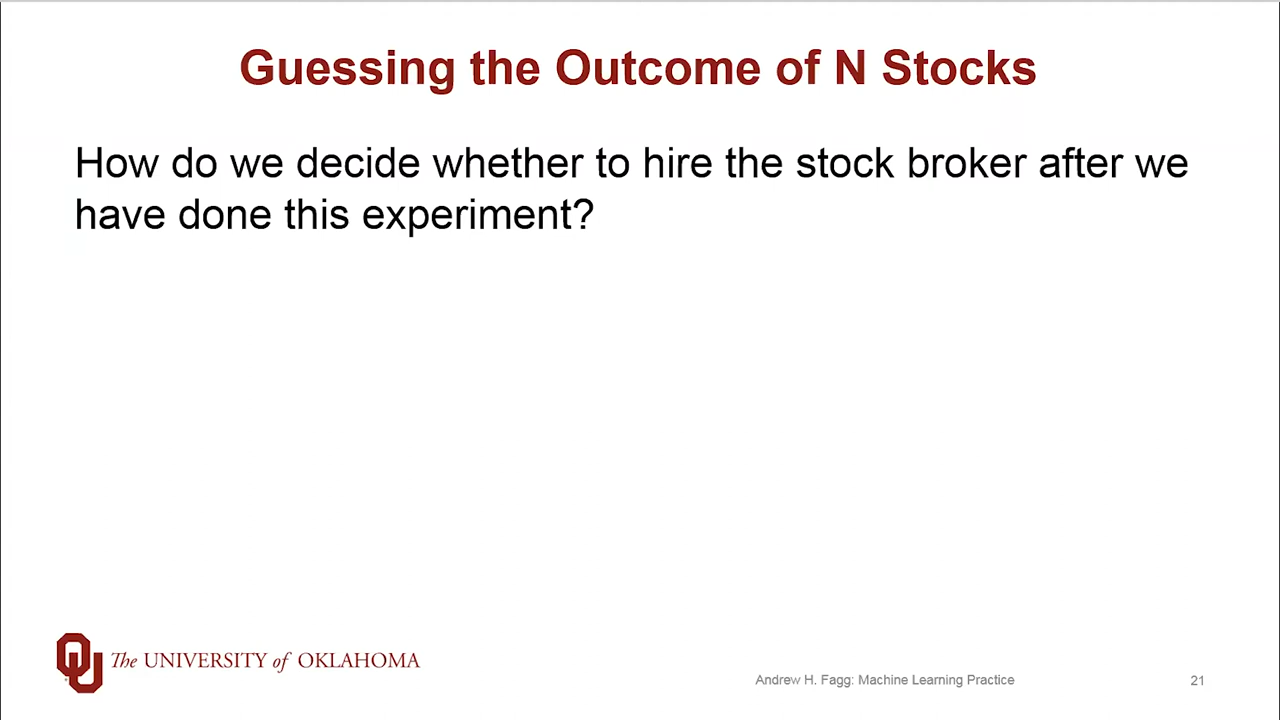 Guessing the Outcome of N Stocks
How do we decide whether to hire the stock broker after we
have done this experiment?
The UNIVERSITY of OKLAHOMA
Andrew H. Fagg: Machine Learning Practice
21